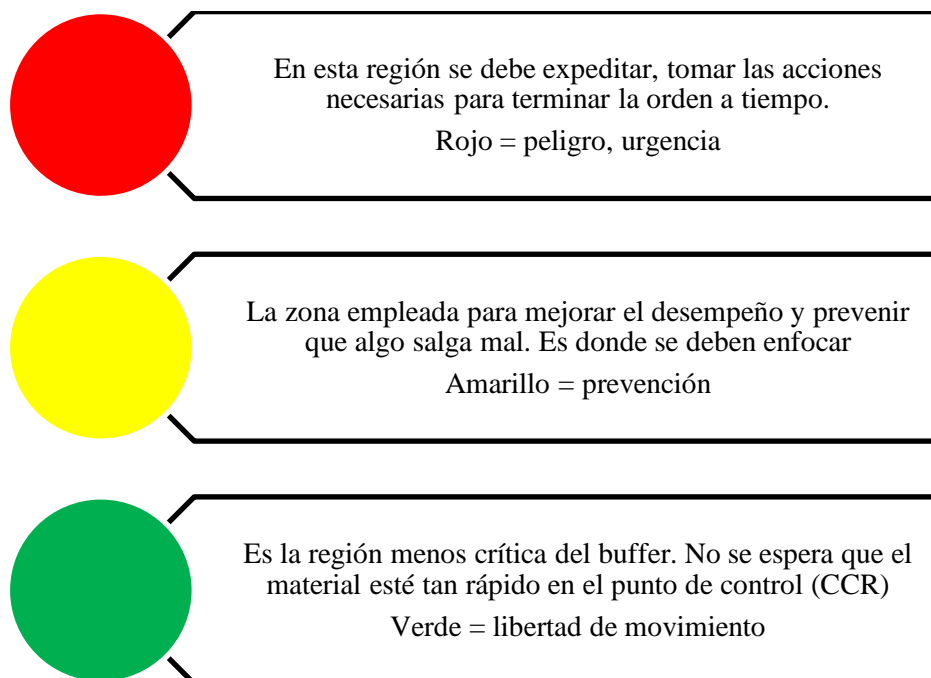 En esta región se debe expeditar, tomar las acciones
necesarias para terminar la orden a tiempo.
Rojo = peligro, urgencia
La zona empleada para mejorar el desempeño y prevenir
que algo salga mal. Es donde se deben enfocar
Amarillo = prevención
Es la región menos crítica del buffer. No se espera que el
material esté tan rápido en el punto de control (CCR)
Verde = libertad de movimiento